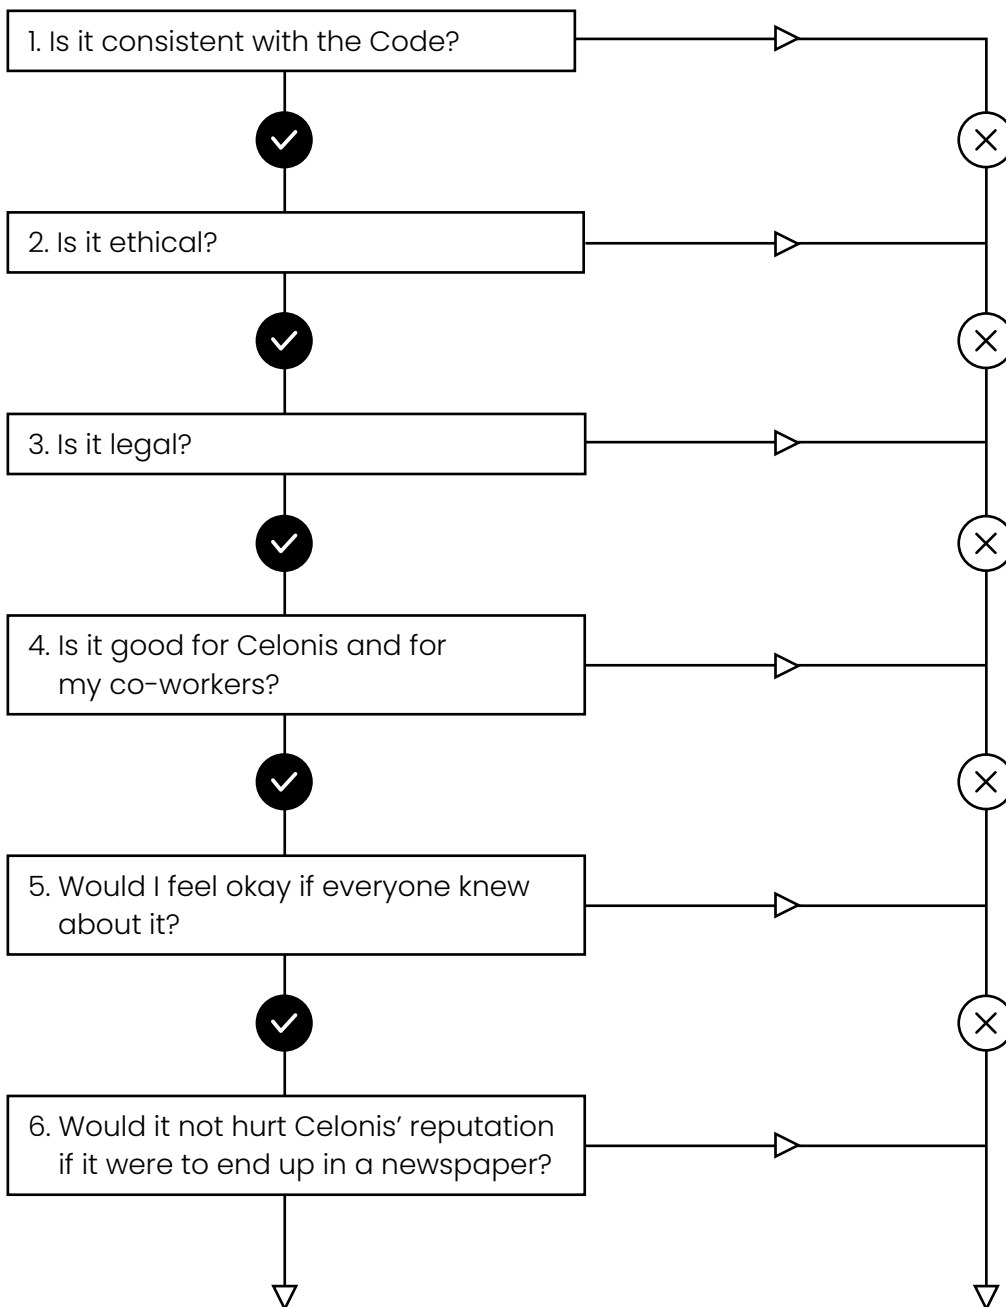 1. Is it consistent with the Code?
2. Is it ethical?
3. Is it legal?
4. Is it good for Celonis and for
my co-workers?
5. Would I feel okay if everyone knew
about it?
6. Would it not hurt Celonis’ reputation
if it were to end up in a newspaper?